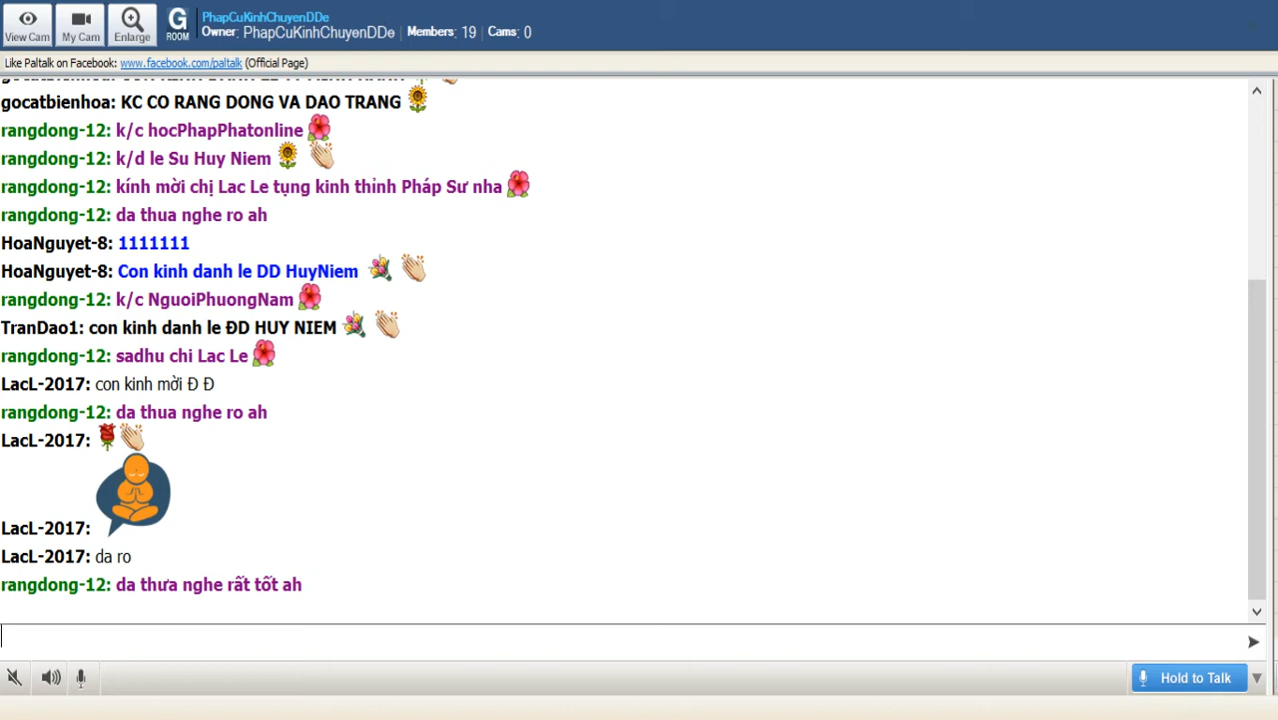 PhapCuKinhChuyenDDe
Owner: PhapCuKinhChuyenDDe Members: 19 Cams: 0
View Cam
My Cam
Enlarge
G
ROOM
Like Paltalk on Facebook: www.facebook.com/paltalk (Official Page)
gocatbienhoa: KC CO RANG DONG VA DAO TRANG
rangdong-12: k/c hocPhapPhatonline
rangdong-12: k/d le Su Huy Niem
rangdong-12: kính mời chị Lac Le tụng kinh thỉnh Pháp Sư nha
rangdong-12: da thua nghe ro ah
HoaNguyet-8: 1111111
HoaNguyet-8: Con kinh danh le DD HuyNiem
rangdong-12: k/c NguoiPhuongNam
TranDao1: con kinh danh le ĐD HUY NIEM
rangdong-12: sadhu chi Lac Le
LacL-2017: con kinh mời Đ Đ
rangdong-12: da thua nghe ro ah
LacL-2017:
LacL-2017:
LacL-2017: da ro
rangdong-12: da thưa nghe rất tốt ah
Hold to Talk